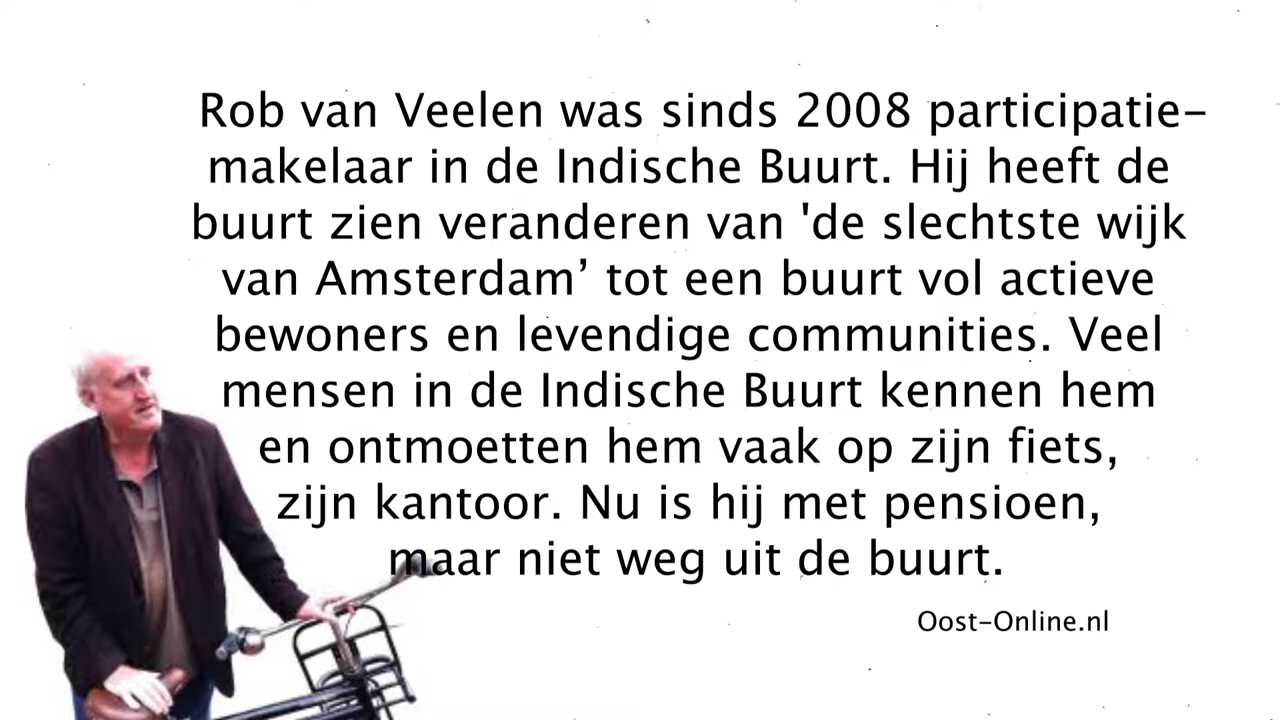 Rob van Veelen was sinds 2008 participatie-
makelaar in de Indische Buurt. Hij heeft de
buurt zien veranderen van 'de slechtste wijk
van Amsterdam’ tot een buurt vol actieve
bewoners en levendige communities. Veel
mensen in de Indische Buurt kennen hem
en ontmoetten hem vaak op zijn fiets,
zijn kantoor. Nu is hij met pensioen,
maar niet weg uit de buurt.
Oost-Online.nl